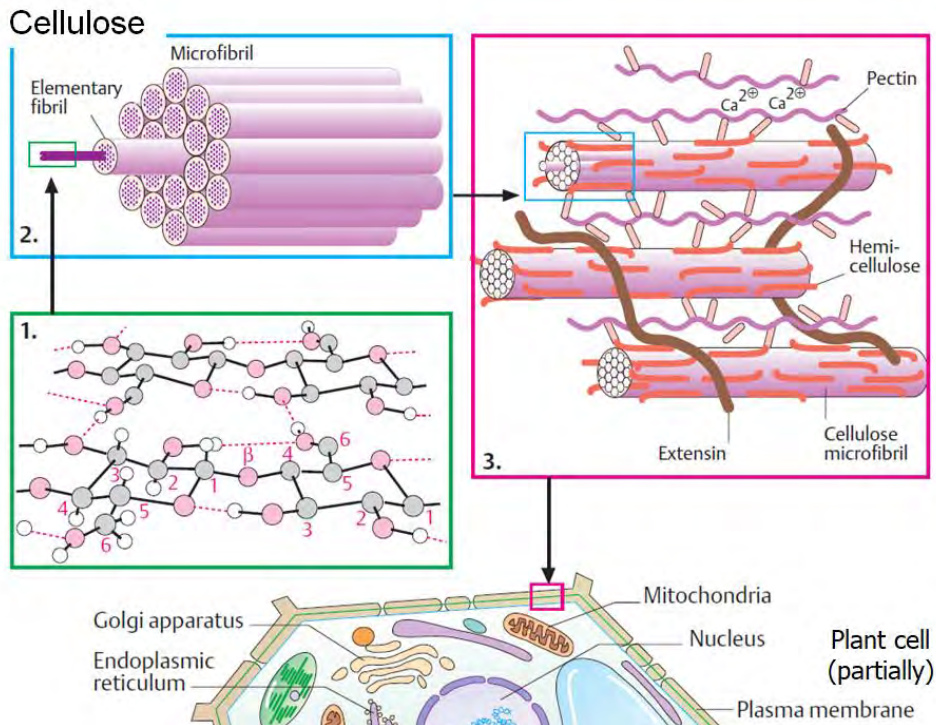 Cellulose
Microfibril
Elementary
fibril
2.
Pectin
Ca2⊕ Ca2⊕
Hemi-
cellulose
Extensin
Cellulose
microfibril
3.
1.
6
β 4
3 2 1 5
4 5 3 2 1
6
Mitochondria
Golgi apparatus
Nucleus
Plant cell
(partially)
Endoplasmic
reticulum
Plasma membrane